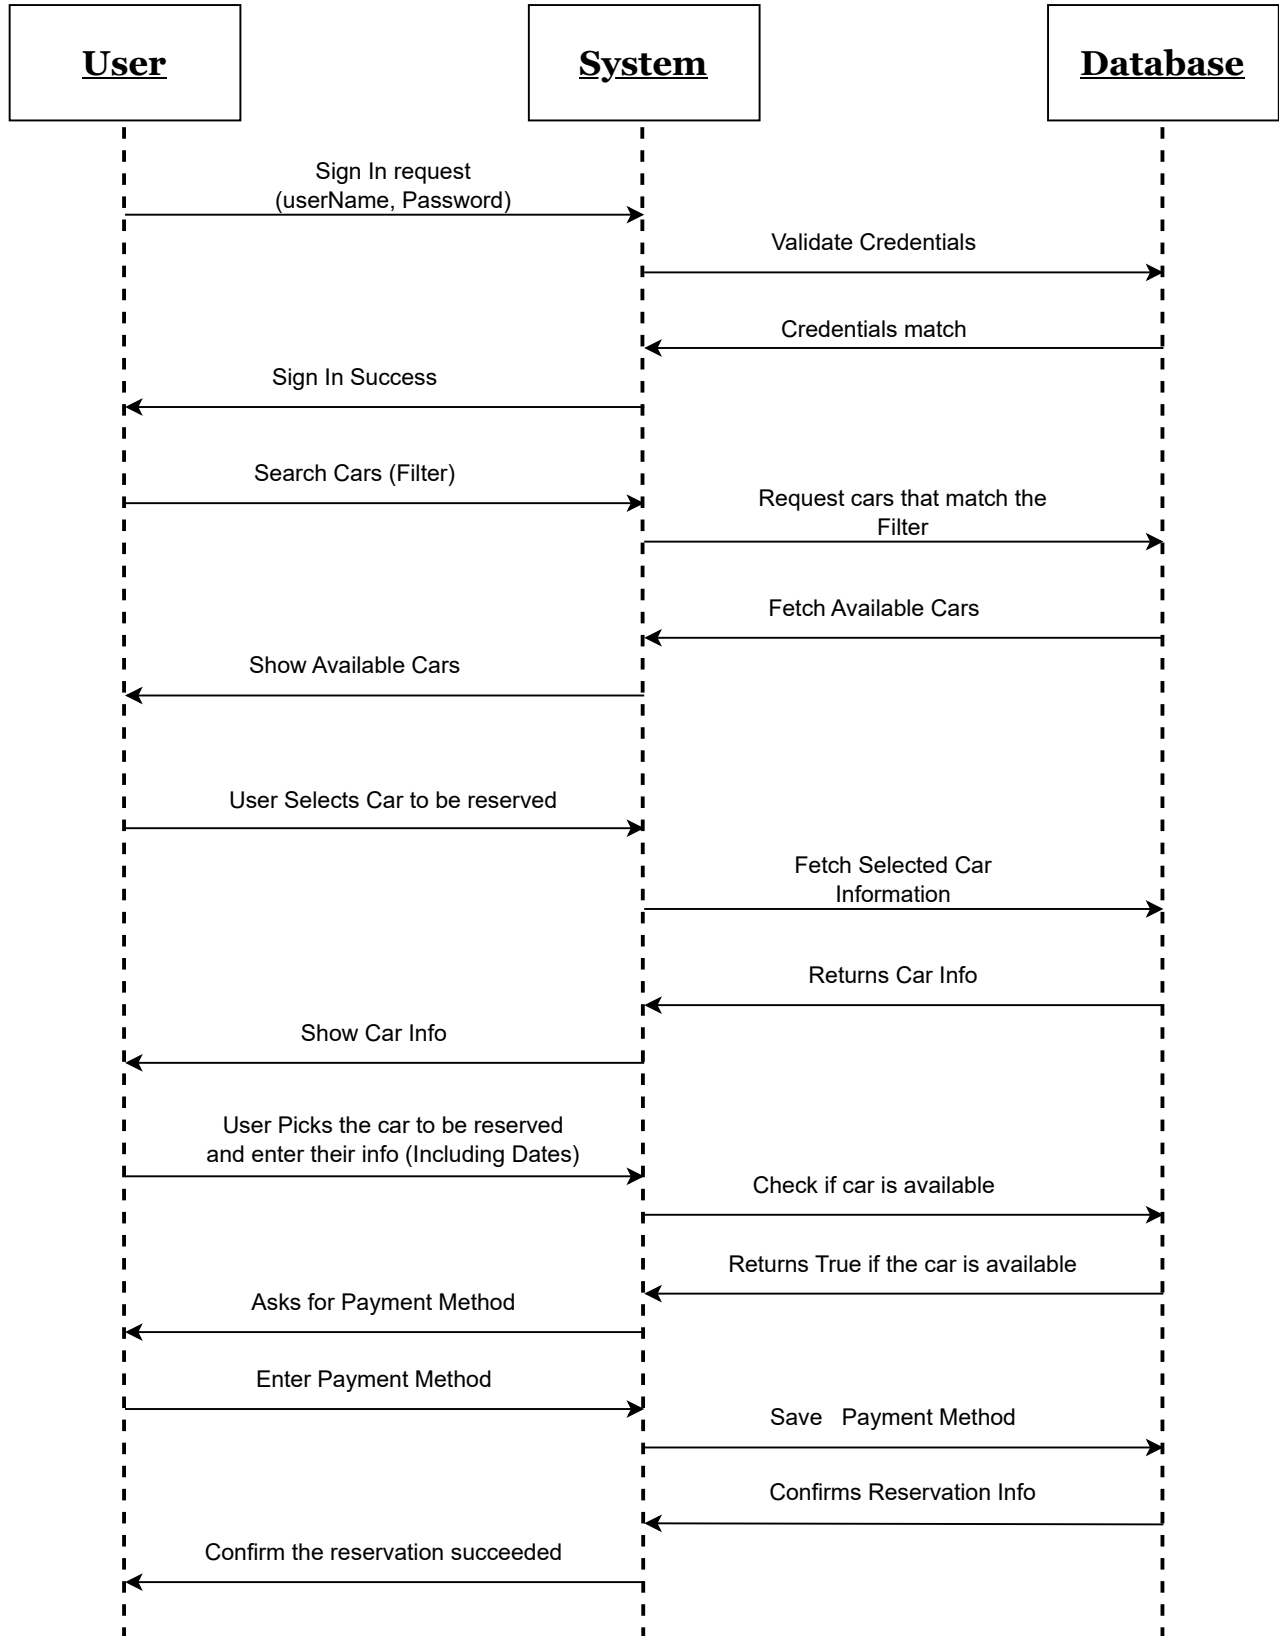 User
System
Database
Sign In request
(userName, Password)
Validate Credentials
Credentials match
Sign In Success
Search Cars (Filter)
Request cars that match the
Filter
Fetch Available Cars
Show Available Cars
User Selects Car to be reserved
Fetch Selected Car
Information
Returns Car Info
Show Car Info
User Picks the car to be reserved
and enter their info (Including Dates)
Check if car is available
Returns True if the car is available
Asks for Payment Method
Enter Payment Method
Save   Payment Method
Confirms Reservation Info
Confirm the reservation succeeded